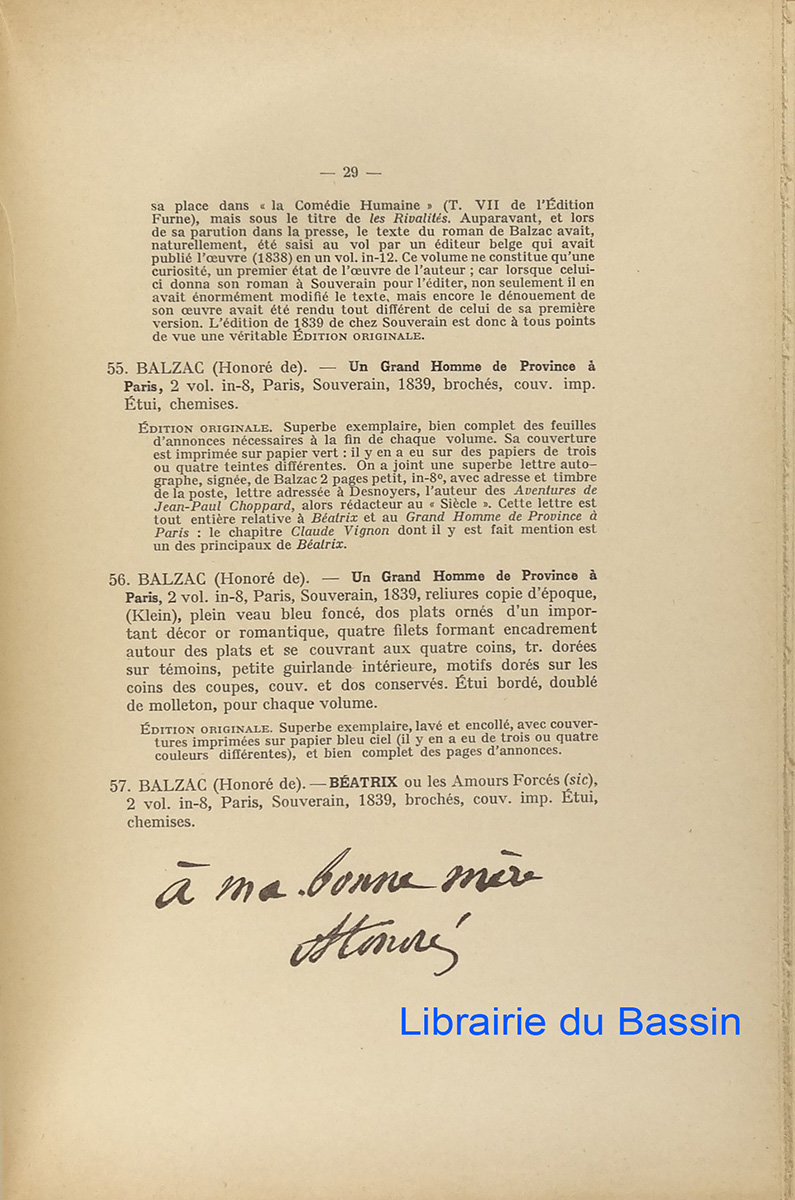 — 29 —
sa place dans « la Comédie Humaine » (T. VII de l'Édition
Furne), mais sous le titre de les Rivalités. Auparavant, et lors
de sa parution dans la presse, le texte du roman de Balzac avait,
naturellement, été saisi au vol par un éditeur belge qui avait
publié l'œuvre (1838) en un vol. in-12. Ce volume ne constitue qu'une
curiosité, un premier état de l'œuvre de l'auteur ; car lorsque celui-
ci donna son roman à Souverain pour l'éditer, non seulement il en
avait énormément modifié le texte, mais encore le dénouement de
son œuvre avait été rendu tout différent de celui de sa première
version. L'édition de 1839 de chez Souverain est donc à tous points
de vue une véritable ÉDITION ORIGINALE.
55. BALZAC (Honoré de). — Un Grand Homme de Province à
Paris, 2 vol. in-8, Paris, Souverain, 1839, brochés, couv. imp.
Étui, chemises.
ÉDITION ORIGINALE. Superbe exemplaire, bien complet des feuilles
d'annonces nécessaires à la fin de chaque volume. Sa couverture
est imprimée sur papier vert : il y en a eu sur des papiers de trois
ou quatre teintes différentes. On a joint une superbe lettre auto-
graphe, signée, de Balzac 2 pages petit, in-8º, avec adresse et timbre
de la poste, lettre adressée à Desnoyers, l'auteur des Aventures de
Jean-Paul Choppard, alors rédacteur au « Siècle ». Cette lettre est
tout entière relative à Béatrix et au Grand Homme de Province à
Paris : le chapitre Claude Vignon dont il y est fait mention est
un des principaux de Béatrix.
56. BALZAC (Honoré de). — Un Grand Homme de Province à
Paris, 2 vol. in-8, Paris, Souverain, 1839, reliures copie d'époque,
(Klein), plein veau bleu foncé, dos plats ornés d'un impor-
tant décor or romantique, quatre filets formant encadrement
autour des plats et se couvrant aux quatre coins, tr. dorées
sur témoins, petite guirlande intérieure, motifs dorés sur les
coins des coupes, couv. et dos conservés. Étui bordé, doublé
de molleton, pour chaque volume.
ÉDITION ORIGINALE. Superbe exemplaire, lavé et encollé, avec couver-
tures imprimées sur papier bleu ciel (il y en a eu de trois ou quatre
couleurs différentes), et bien complet des pages d'annonces.
57. BALZAC (Honoré de). — BÉATRIX ou les Amours Forcés (sic),
2 vol. in-8, Paris, Souverain, 1839, brochés, couv. imp. Étui,
chemises.
à ma bonne mère
Honoré
Librairie du Bassin